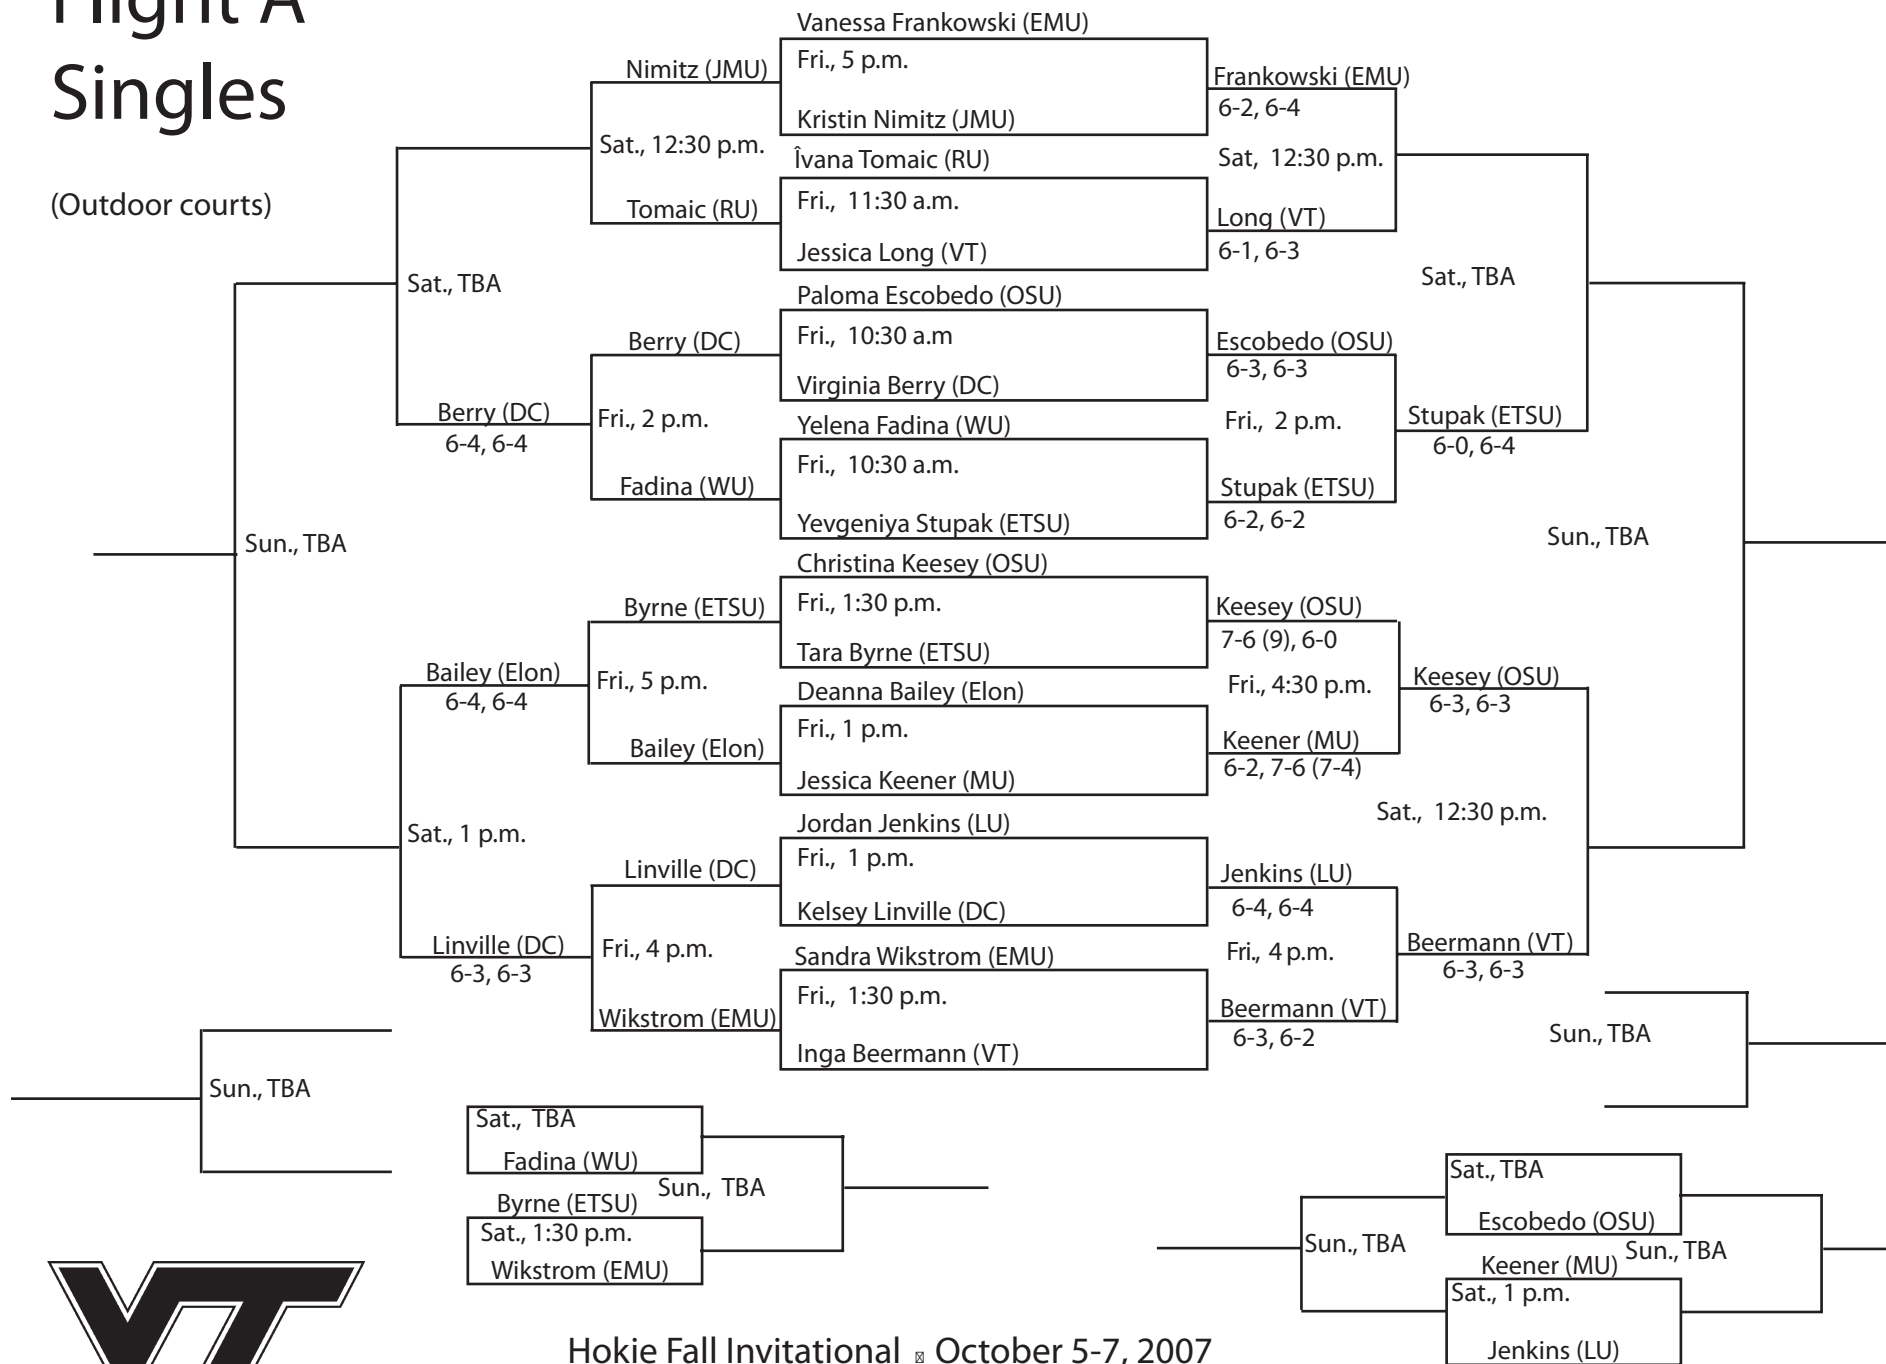 Flight A
Singles
(Outdoor courts)
Vanessa Frankowski (EMU)
Fri., 5 p.m.
Kristin Nimitz (JMU)
Îvana Tomaic (RU)
Fri., 11:30 a.m.
Jessica Long (VT)
Paloma Escobedo (OSU)
Fri., 10:30 a.m
Virginia Berry (DC)
Yelena Fadina (WU)
Fri., 10:30 a.m.
Yevgeniya Stupak (ETSU)
Christina Keesey (OSU)
Fri., 1:30 p.m.
Tara Byrne (ETSU)
Deanna Bailey (Elon)
Fri., 1 p.m.
Jessica Keener (MU)
Jordan Jenkins (LU)
Fri., 1 p.m.
Kelsey Linville (DC)
Sandra Wikstrom (EMU)
Fri., 1:30 p.m.
Inga Beermann (VT)
Nimitz (JMU)
Sat., 12:30 p.m.
Tomaic (RU)
Berry (DC)
Fri., 2 p.m.
Fadina (WU)
Byrne (ETSU)
Fri., 5 p.m.
Bailey (Elon)
Linville (DC)
Fri., 4 p.m.
Wikstrom (EMU)
Sat., TBA
Berry (DC)
6-4, 6-4
Bailey (Elon)
6-4, 6-4
Sat., 1 p.m.
Linville (DC)
6-3, 6-3
Sun., TBA
Frankowski (EMU)
6-2, 6-4
Sat, 12:30 p.m.
Long (VT)
6-1, 6-3
Escobedo (OSU)
6-3, 6-3
Fri., 2 p.m.
Stupak (ETSU)
6-2, 6-2
Keesey (OSU)
7-6 (9), 6-0
Fri., 4:30 p.m.
Keener (MU)
6-2, 7-6 (7-4)
Jenkins (LU)
6-4, 6-4
Fri., 4 p.m.
Beermann (VT)
6-3, 6-2
Sat., TBA
Stupak (ETSU)
6-0, 6-4
Keesey (OSU)
6-3, 6-3
Sat., 12:30 p.m.
Beermann (VT)
6-3, 6-3
Sun., TBA
Sun., TBA
Sun., TBA
Sat., TBA
Fadina (WU)
Sun., TBA
Byrne (ETSU)
Sat., 1:30 p.m.
Wikstrom (EMU)
Sat., TBA
Escobedo (OSU)
Sun., TBA
Sun., TBA
Keener (MU)
Sat., 1 p.m.
Jenkins (LU)
VT
Hokie Fall Invitational October 5-7, 2007